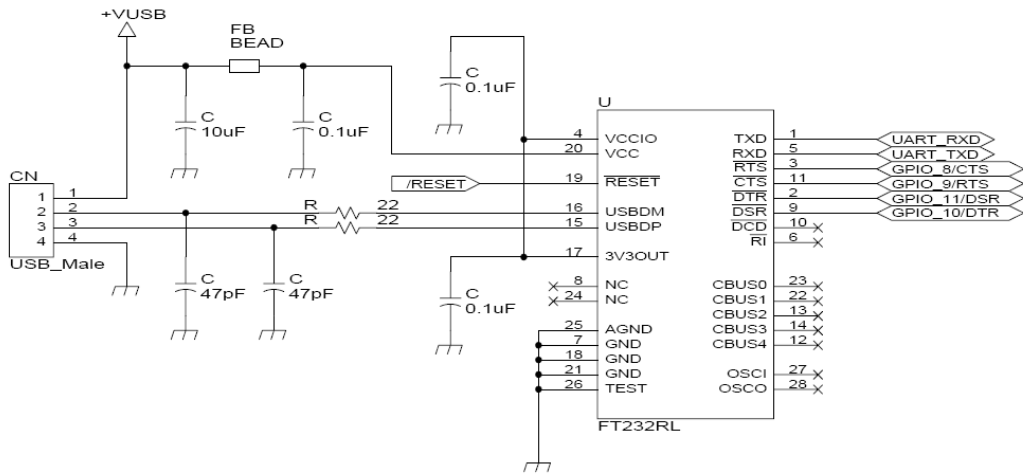 +VUSB
FB
BEAD
C
10uF
C
0.1uF
C
0.1uF
CN
1 1
2 2
3 3
4 4
USB_Male
R 22
R 22
C
47pF
C
47pF
C
0.1uF
/RESET
U
4 VCCIO
20 VCC
19 RESET
16 USBDM
15 USBDP
17 3V3OUT
8 NC
24 NC
25 AGND
7 GND
18 GND
21 GND
26 TEST
TXD 1 UART_RXD
RXD 5 UART_TXD
RTS 3 GPIO_8/CTS
CTS 11 GPIO_9/RTS
DTR 2 GPIO_11/DSR
DSR 9 GPIO_10/DTR
DCD 10
RI 6
CBUS0 23
CBUS1 22
CBUS2 13
CBUS3 14
CBUS4 12
OSCI 27
OSCO 28
FT232RL